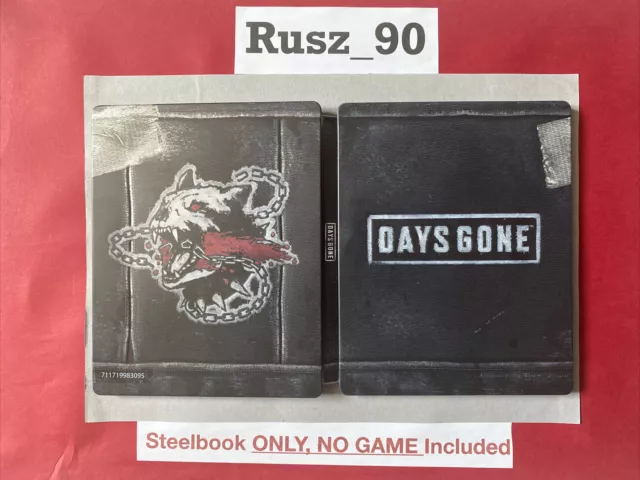 Rusz_90
DAYS GONE
DAYS GONE
711719983095
Steelbook ONLY, NO GAME Included